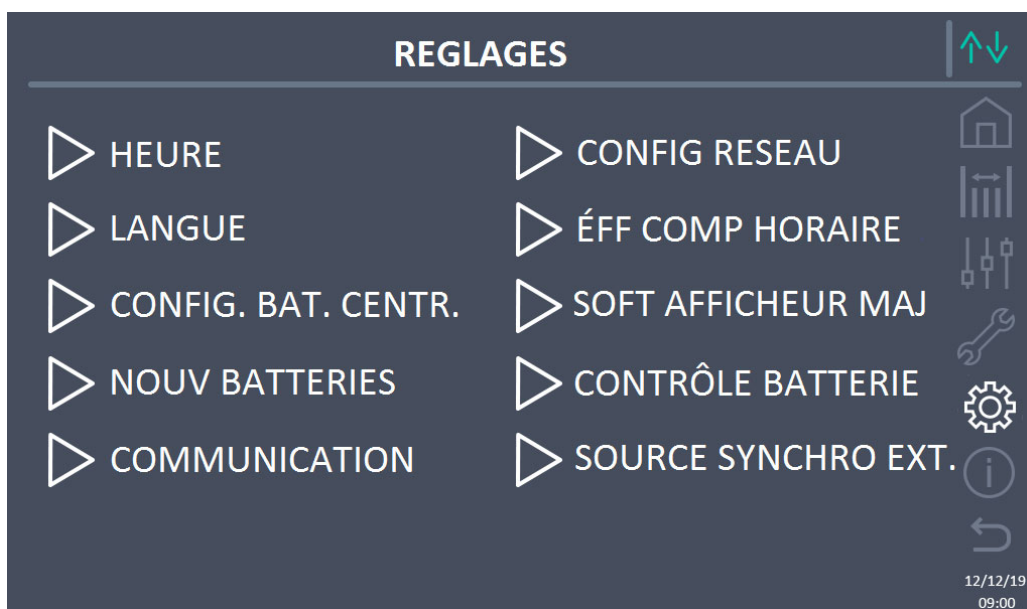 REGLAGES
HEURE
LANGUE
CONFIG. BAT. CENTR.
NOUV BATTERIES
COMMUNICATION
CONFIG RESEAU
ÉFF COMP HORAIRE
SOFT AFFICHEUR MAJ
CONTRÔLE BATTERIE
SOURCE SYNCHRO EXT.
12/12/19
09:00